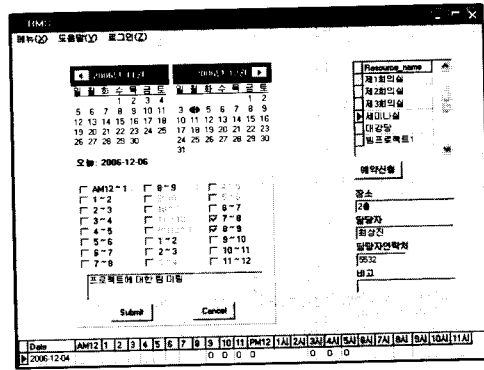 RMS
메뉴(X) 도움말(Y) 로그인(Z)
2006년 11월
일 월 화 수 목 금 토
1 2 3 4
5 6 7 8 9 10 11
12 13 14 15 16 17 18
19 20 21 22 23 24 25
26 27 28 29 30
2006년 12월
일 월 화 수 목 금 토
1 2
3 5 6 7 8 9
10 11 12 13 14 15 16
17 18 19 20 21 22 23
24 25 26 27 28 29 30
31
오늘: 2006-12-06
Resource_name
제1회의실
제2회의실
제3회의실
세미나실
대강당
빔프로젝트1
예약신청
장소
2층
담당자
최상진
담당자연락처
5532
비고
AM12~1
1~2
2~3
3~4
4~5
5~6
6~7
7~8
8~9
1~2
2~3
6~7
7~8
8~9
9~10
10~11
11~12
프로젝트에 대한 팀 미팅
Submit Cancel
Date AM12 1 2 3 4 5 6 7 8 9 10 11 PM12 1시 2시 3시 4시 5시 6시 7시 8시 9시 10시 11시
2006-12-04 0 0 0 0 0 0 0